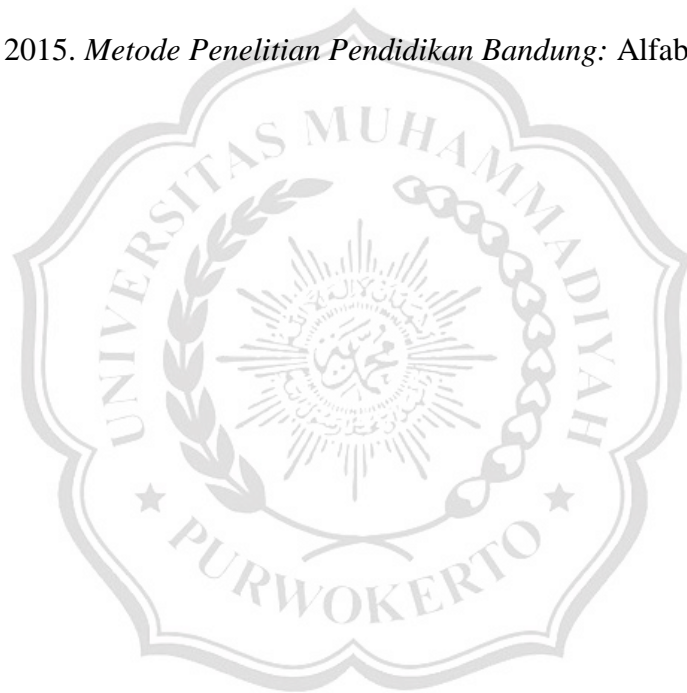 2015. Metode Penelitian Pendidikan Bandung: Alfab
UNIVERSITAS MUHAMMADIYAH
PURWOKERTO